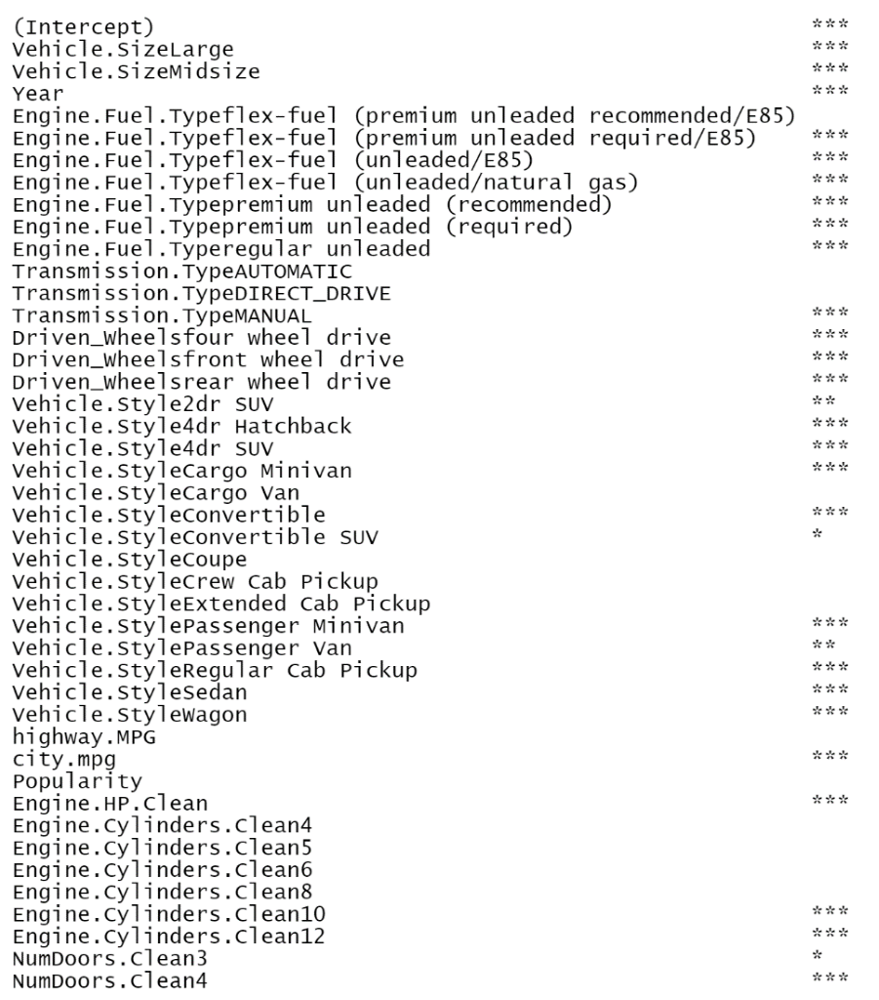 (Intercept) ***
Vehicle.SizeLarge ***
Vehicle.SizeMidsize ***
Year ***
Engine.Fuel.Typeflex-fuel (premium unleaded recommended/E85)
Engine.Fuel.Typeflex-fuel (premium unleaded required/E85) ***
Engine.Fuel.Typeflex-fuel (unleaded/E85) ***
Engine.Fuel.Typeflex-fuel (unleaded/natural gas) ***
Engine.Fuel.Typepremium unleaded (recommended) ***
Engine.Fuel.Typepremium unleaded (required) ***
Engine.Fuel.Typeregular unleaded ***
Transmission.TypeAUTOMATIC
Transmission.TypeDIRECT_DRIVE
Transmission.TypeMANUAL ***
Driven_Wheelsfour wheel drive ***
Driven_Wheelsfront wheel drive ***
Driven_Wheelsrear wheel drive ***
Vehicle.Style2dr SUV **
Vehicle.Style4dr Hatchback ***
Vehicle.Style4dr SUV ***
Vehicle.StyleCargo Minivan ***
Vehicle.StyleCargo Van
Vehicle.StyleConvertible ***
Vehicle.StyleConvertible SUV *
Vehicle.StyleCoupe
Vehicle.StyleCrew Cab Pickup
Vehicle.StyleExtended Cab Pickup
Vehicle.StylePassenger Minivan ***
Vehicle.StylePassenger Van **
Vehicle.StyleRegular Cab Pickup ***
Vehicle.StyleSedan ***
Vehicle.StyleWagon ***
highway.MPG
city.mpg ***
Popularity
Engine.HP.Clean ***
Engine.Cylinders.Clean4
Engine.Cylinders.Clean5
Engine.Cylinders.Clean6
Engine.Cylinders.Clean8
Engine.Cylinders.Clean10 ***
Engine.Cylinders.Clean12 ***
NumDoors.Clean3 *
NumDoors.Clean4 ***